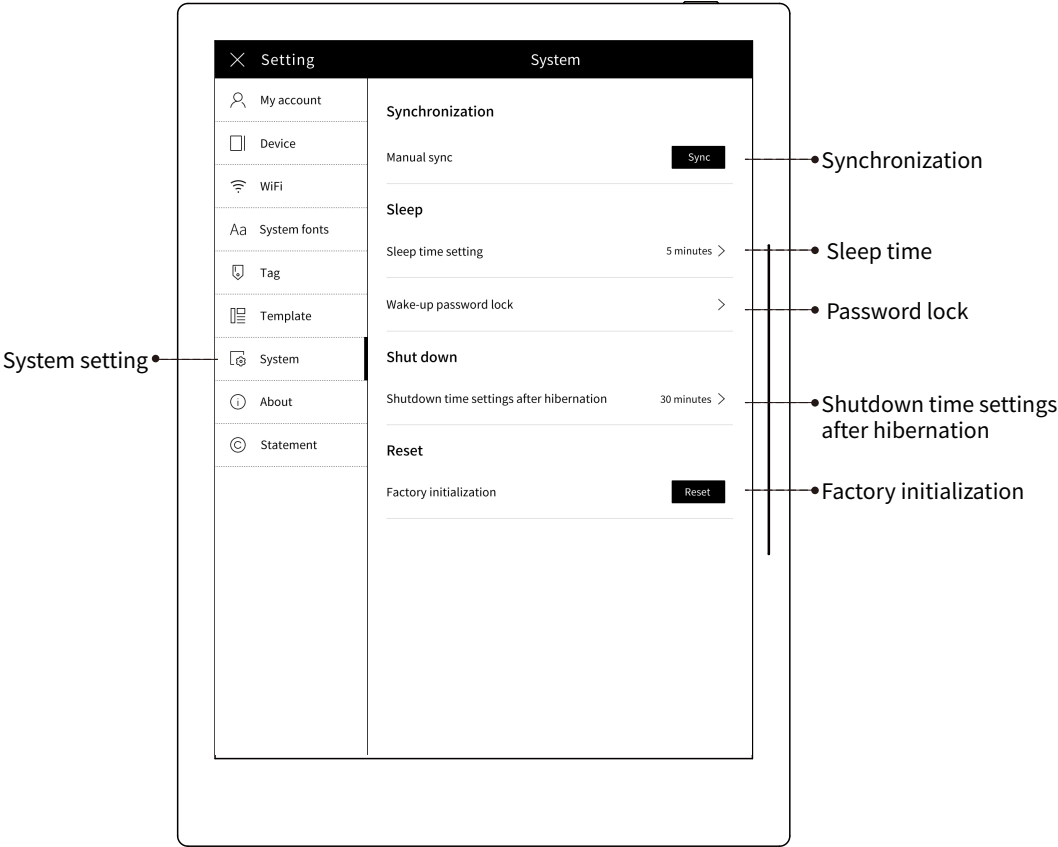 Setting
System
My account
Device
WiFi
Aa System fonts
Tag
Template
System
About
© Statement
Synchronization
Manual sync
Sync
Sleep
Sleep time setting
5 minutes
Wake-up password lock
Shut down
Shutdown time settings after hibernation
30 minutes
Reset
Factory initialization
Reset
System setting
Synchronization
Sleep time
Password lock
Shutdown time settings
after hibernation
Factory initialization